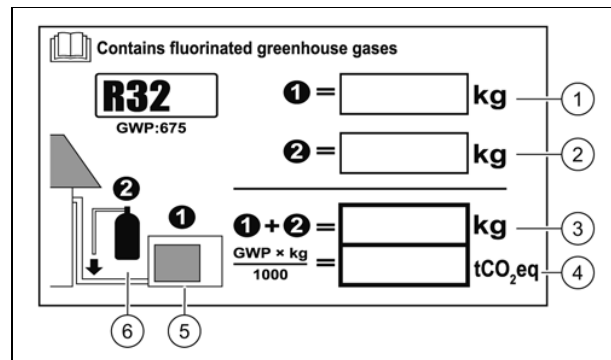 Contains fluorinated greenhouse gases
R32
GWP:675
❶ = kg
❷ = kg
❶+❷ = kg
GWP × kg
1000
= tCO₂eq
❷
❶
1
2
3
4
5
6